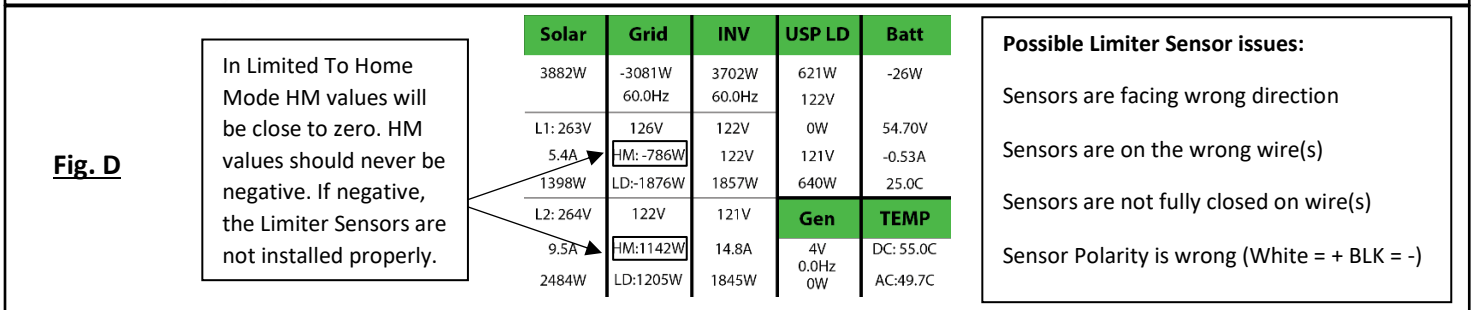 Fig. D
In Limited To Home
Mode HM values will
be close to zero. HM
values should never be
negative. If negative,
the Limiter Sensors are
not installed properly.
Solar Grid INV USP LD Batt
3882W -3081W 3702W 621W -26W
60.0Hz 60.0Hz 122V
L1: 263V 126V 122V 0W 54.70V
5.4A HM: -786W 122V 121V -0.53A
1398W LD:-1876W 1857W 640W 25.0C
L2: 264V 122V 121V Gen TEMP
9.5A HM:1142W 14.8A 4V DC: 55.0C
0.0Hz
2484W LD:1205W 1845W 0W AC:49.7C
Possible Limiter Sensor issues:
Sensors are facing wrong direction
Sensors are on the wrong wire(s)
Sensors are not fully closed on wire(s)
Sensor Polarity is wrong (White = + BLK = -)